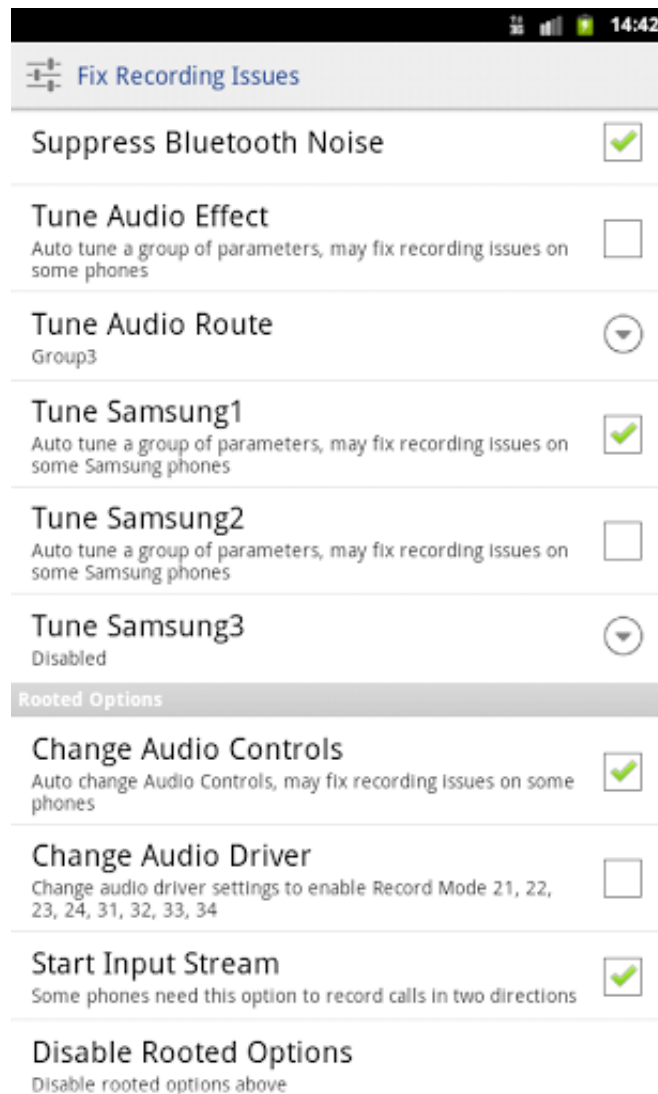 14:42
Fix Recording Issues
Suppress Bluetooth Noise
Tune Audio Effect
Auto tune a group of parameters, may fix recording issues on
some phones
Tune Audio Route
Group3
Tune Samsung1
Auto tune a group of parameters, may fix recording issues on
some Samsung phones
Tune Samsung2
Auto tune a group of parameters, may fix recording issues on
some Samsung phones
Tune Samsung3
Disabled
Rooted Options
Change Audio Controls
Auto change Audio Controls, may fix recording issues on some
phones
Change Audio Driver
Change audio driver settings to enable Record Mode 21, 22,
23, 24, 31, 32, 33, 34
Start Input Stream
Some phones need this option to record calls in two directions
Disable Rooted Options
Disable rooted options above